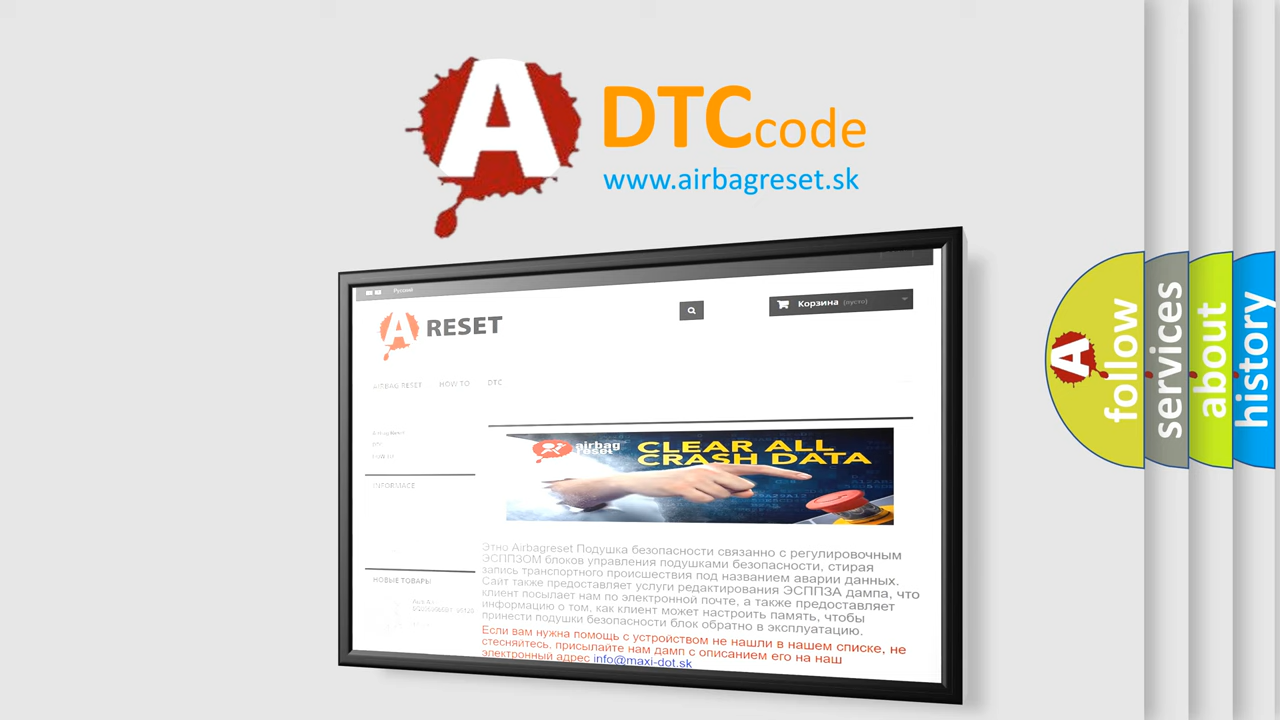 A DTCcode
www.airbagreset.sk
Русский
Корзина (пусто)
A RESET
AIRBAG RESET HOW TO DTC
Airbag Reset
DTC
INFORMACE
airbag
reset
CLEAR ALL
CRASH DATA
Этно Airbagreset Подушка безопасности связанно с регулировочным
ЭСППЗОМ блоков управления подушками безопасности, стирая
запись транспортного происшествия под названием аварии данных.
Сайт также предоставляет услуги редактирования ЭСППЗА дампа, что
клиент посылает нам по электронной почте, а также предоставляет
информацию о том, как клиент может настроить память, чтобы
принести подушки безопасности блок обратно в эксплуатацию.
Если вам нужна помощь с устройством не нашли в нашем списке, не
стесняйтесь, присылайте нам дамп с описанием его на наш
электронный адрес info@maxi-dot.sk
НОВЫЕ ТОВАРЫ
A follow
services
about
history